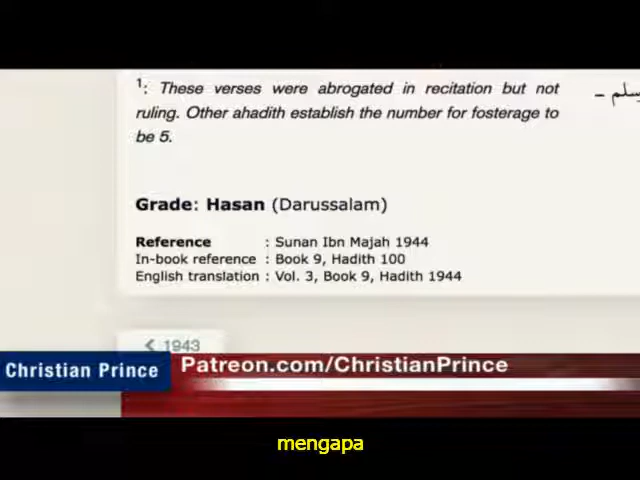 1: These verses were abrogated in recitation but not
ruling. Other ahadith establish the number for fosterage to
be 5.
Grade: Hasan (Darussalam)
Reference : Sunan Ibn Majah 1944
In-book reference : Book 9, Hadith 100
English translation : Vol. 3, Book 9, Hadith 1944
< 1943
Christian Prince
Patreon.com/ChristianPrince
mengapa